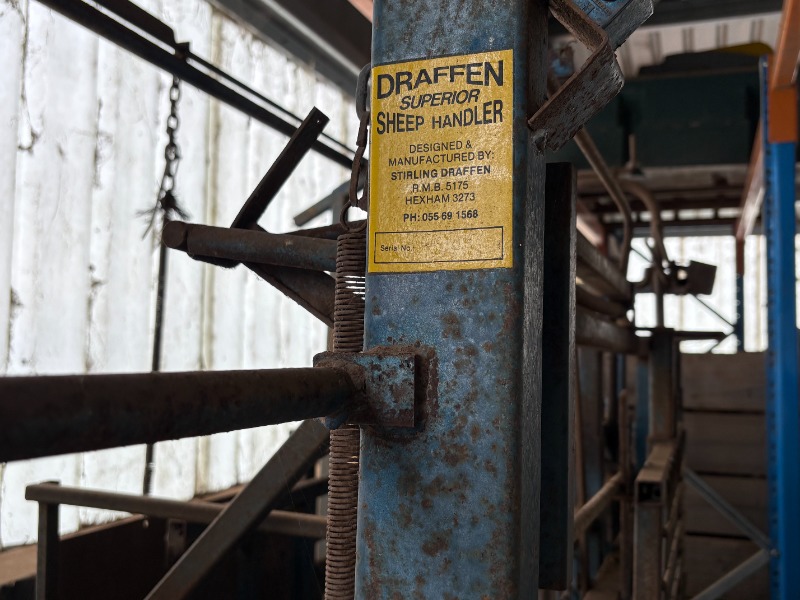 DRAFFEN
SUPERIOR
SHEEP HANDLER
DESIGNED &
MANUFACTURED BY:
STIRLING DRAFFEN
R.M.B. 5175
HEXHAM 3273
PH: 055 69 1568
Serial No.